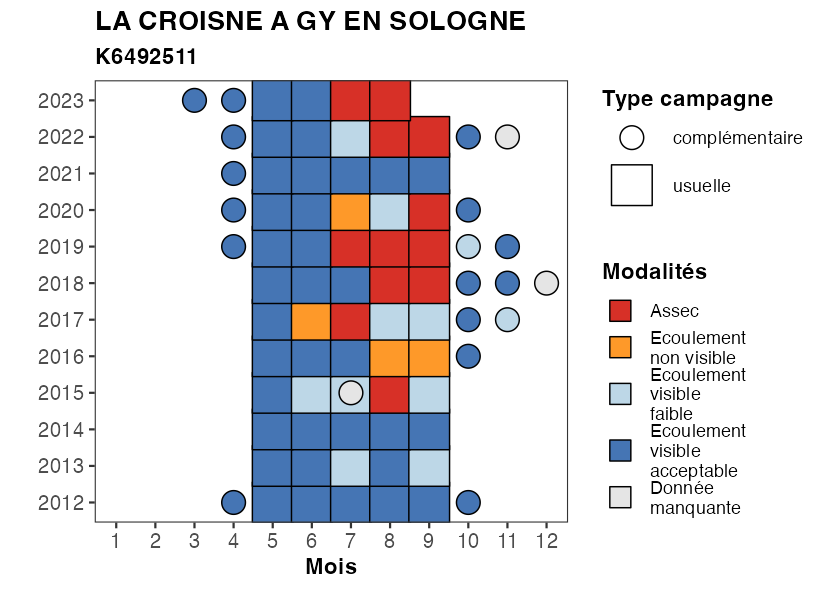 LA CROISNE A GY EN SOLOGNE
K6492511
2023
2022
2021
2020
2019
2018
2017
2016
2015
2014
2013
2012
1 2 3 4 5 6 7 8 9 10 11 12
Mois
Type campagne
complémentaire
usuelle
Modalités
Assec
Ecoulement
non visible
Ecoulement
visible
faible
Ecoulement
visible
acceptable
Donnée
manquante